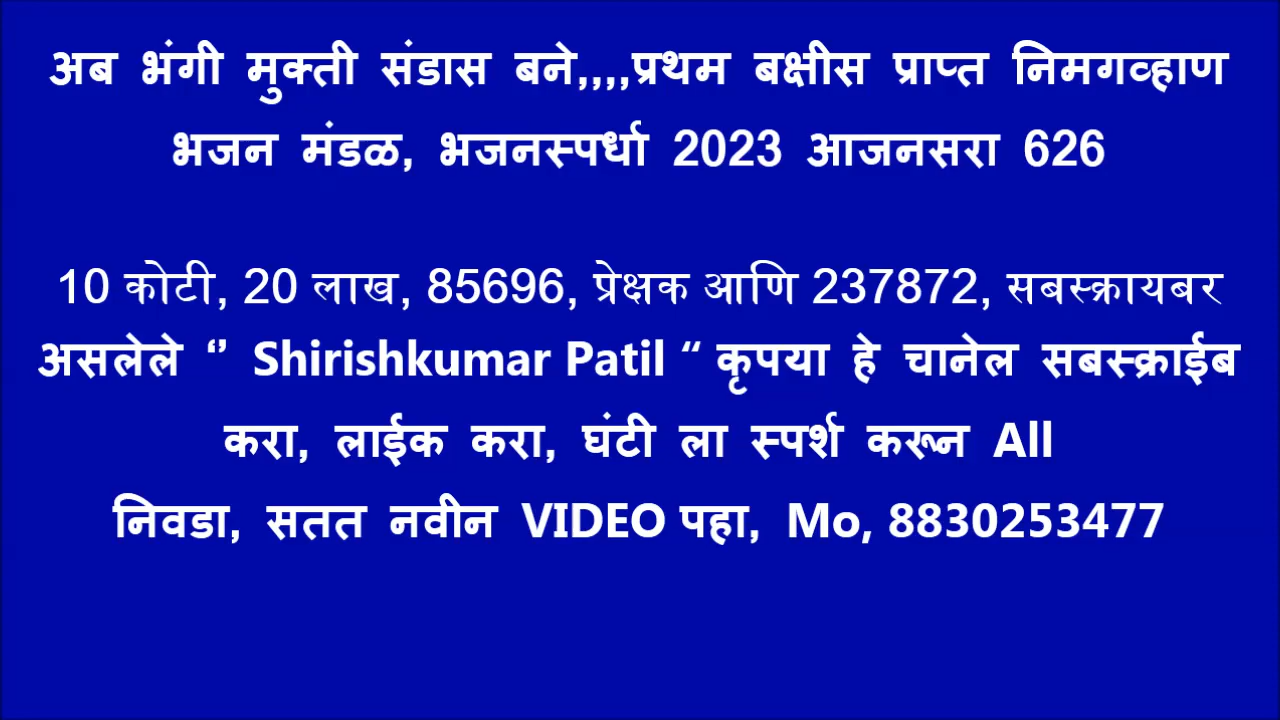 अब भंगी मुक्ती संडास बने,,,,प्रथम बक्षीस प्राप्त निमगव्हाण
भजन मंडळ, भजनस्पर्धा 2023 आजनसरा 626
10 कोटी, 20 लाख, 85696, प्रेक्षक आणि 237872, सबस्क्रायबर
असलेले ‘’ Shirishkumar Patil “ कृपया हे चानेल सबस्क्राईब
करा, लाईक करा, घंटी ला स्पर्श करून All
निवडा, सतत नवीन VIDEO पहा, Mo, 8830253477